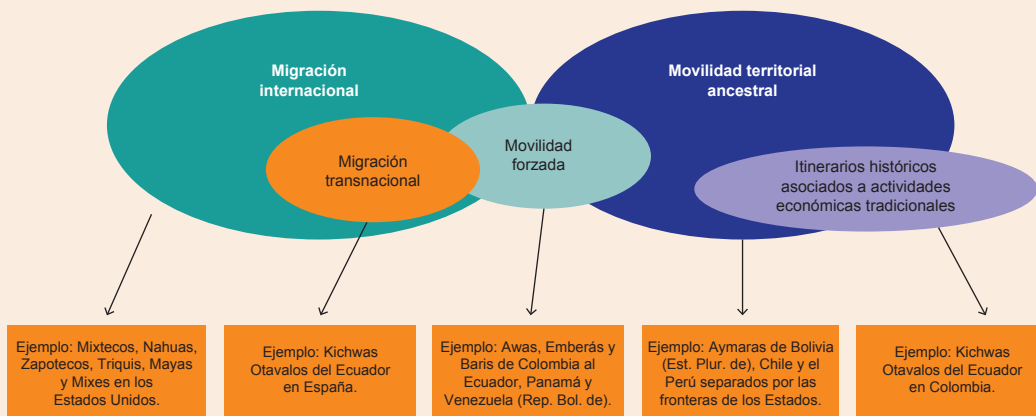 Migración
internacional
Movilidad territorial
ancestral
Migración
transnacional
Movilidad
forzada
Itinerarios históricos
asociados a actividades
económicas tradicionales
Ejemplo: Mixtecos, Nahuas,
Zapotecos, Triquis, Mayas
y Mixes en los
Estados Unidos.
Ejemplo: Kichwas
Otavalos del Ecuador
en España.
Ejemplo: Awas, Emberás y
Baris de Colombia al
Ecuador, Panamá y
Venezuela (Rep. Bol. de).
Ejemplo: Aymaras de Bolivia
(Est. Plur. de), Chile y el
Perú separados por las
fronteras de los Estados.
Ejemplo: Kichwas
Otavalos del Ecuador
en Colombia.